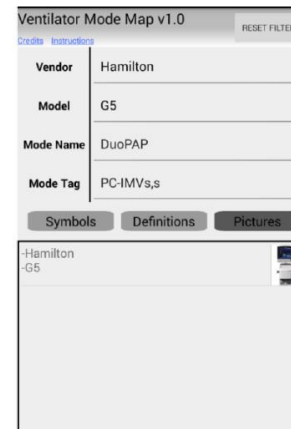 Ventilator Mode Map v1.0
RESET FILTE
Credits Instructions
Vendor Hamilton
Model G5
Mode Name DuoPAP
Mode Tag PC-IMVs,s
Symbols Definitions Pictures
-Hamilton
-G5